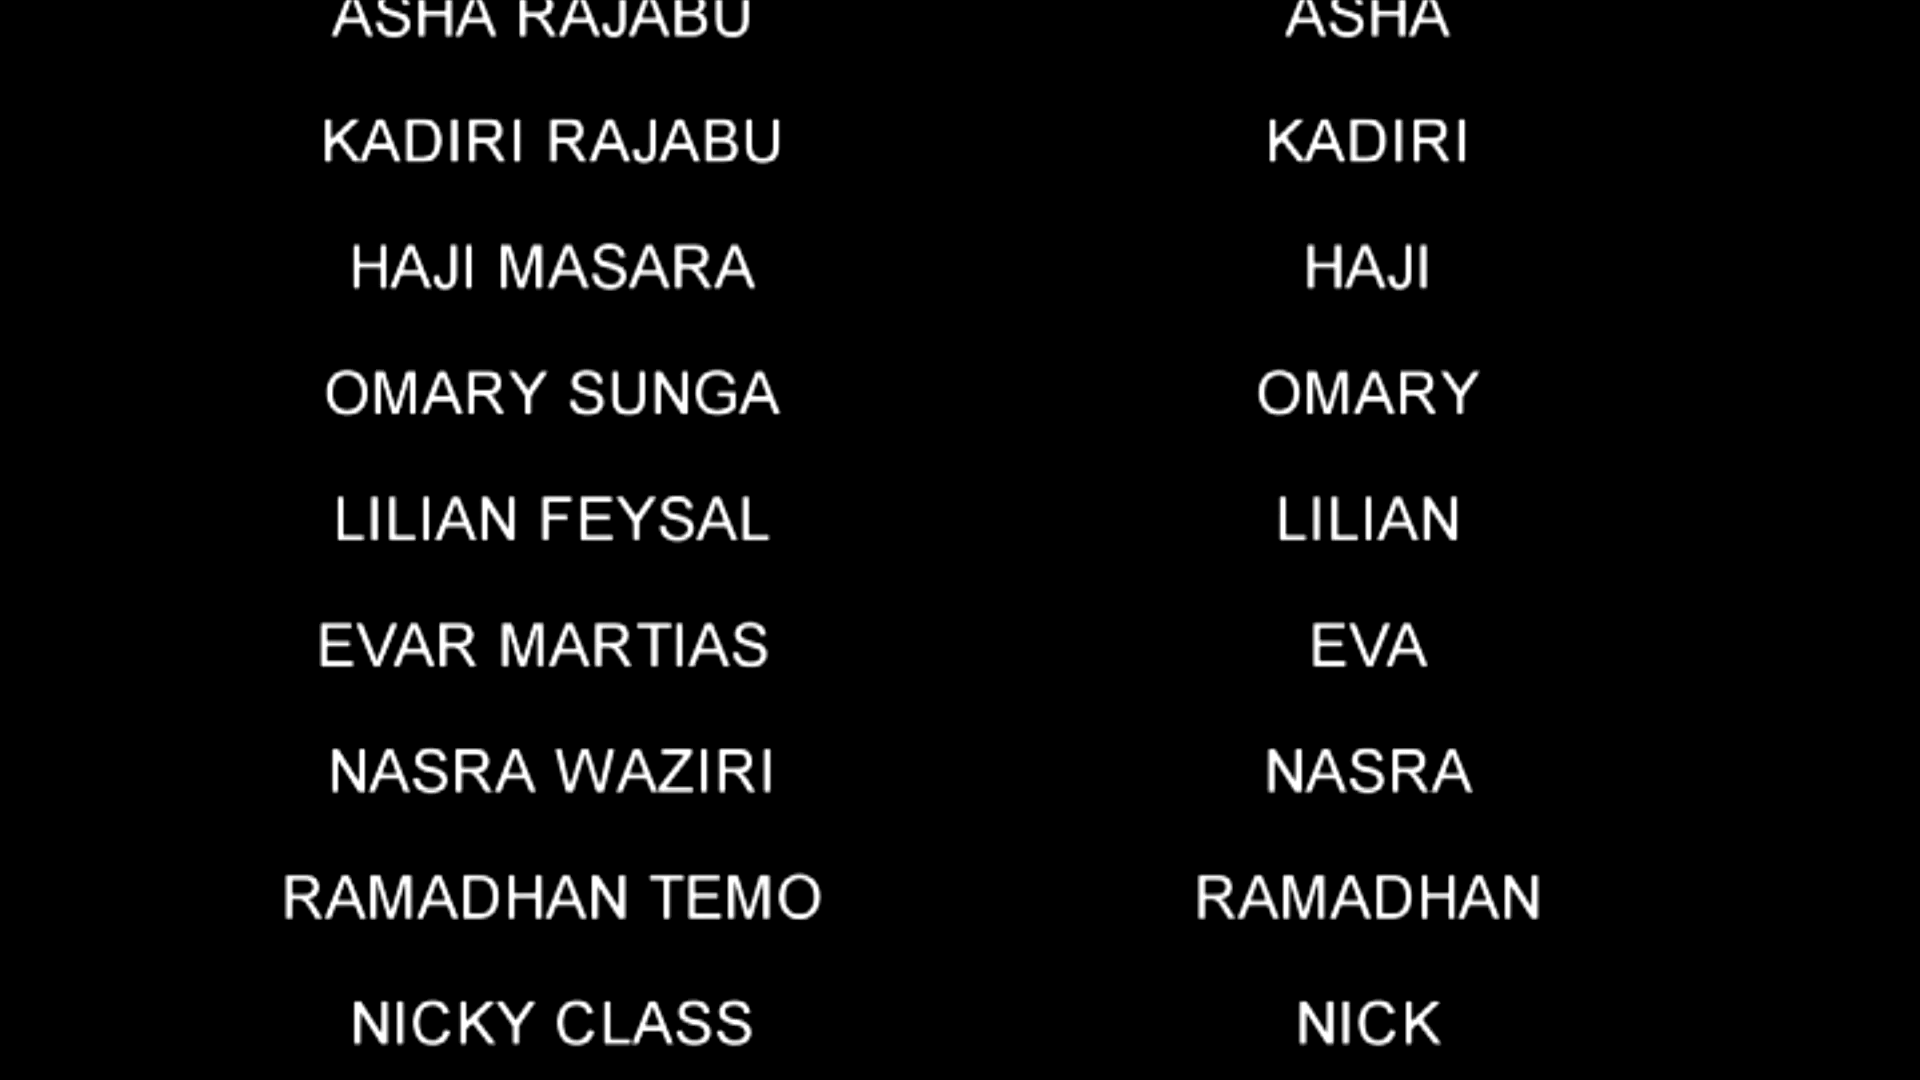 ASHA RAJABU ASHA
KADIRI RAJABU KADIRI
HAJI MASARA HAJI
OMARY SUNGA OMARY
LILIAN FEYSAL LILIAN
EVAR MARTIAS EVA
NASRA WAZIRI NASRA
RAMADHAN TEMO RAMADHAN
NICKY CLASS NICK